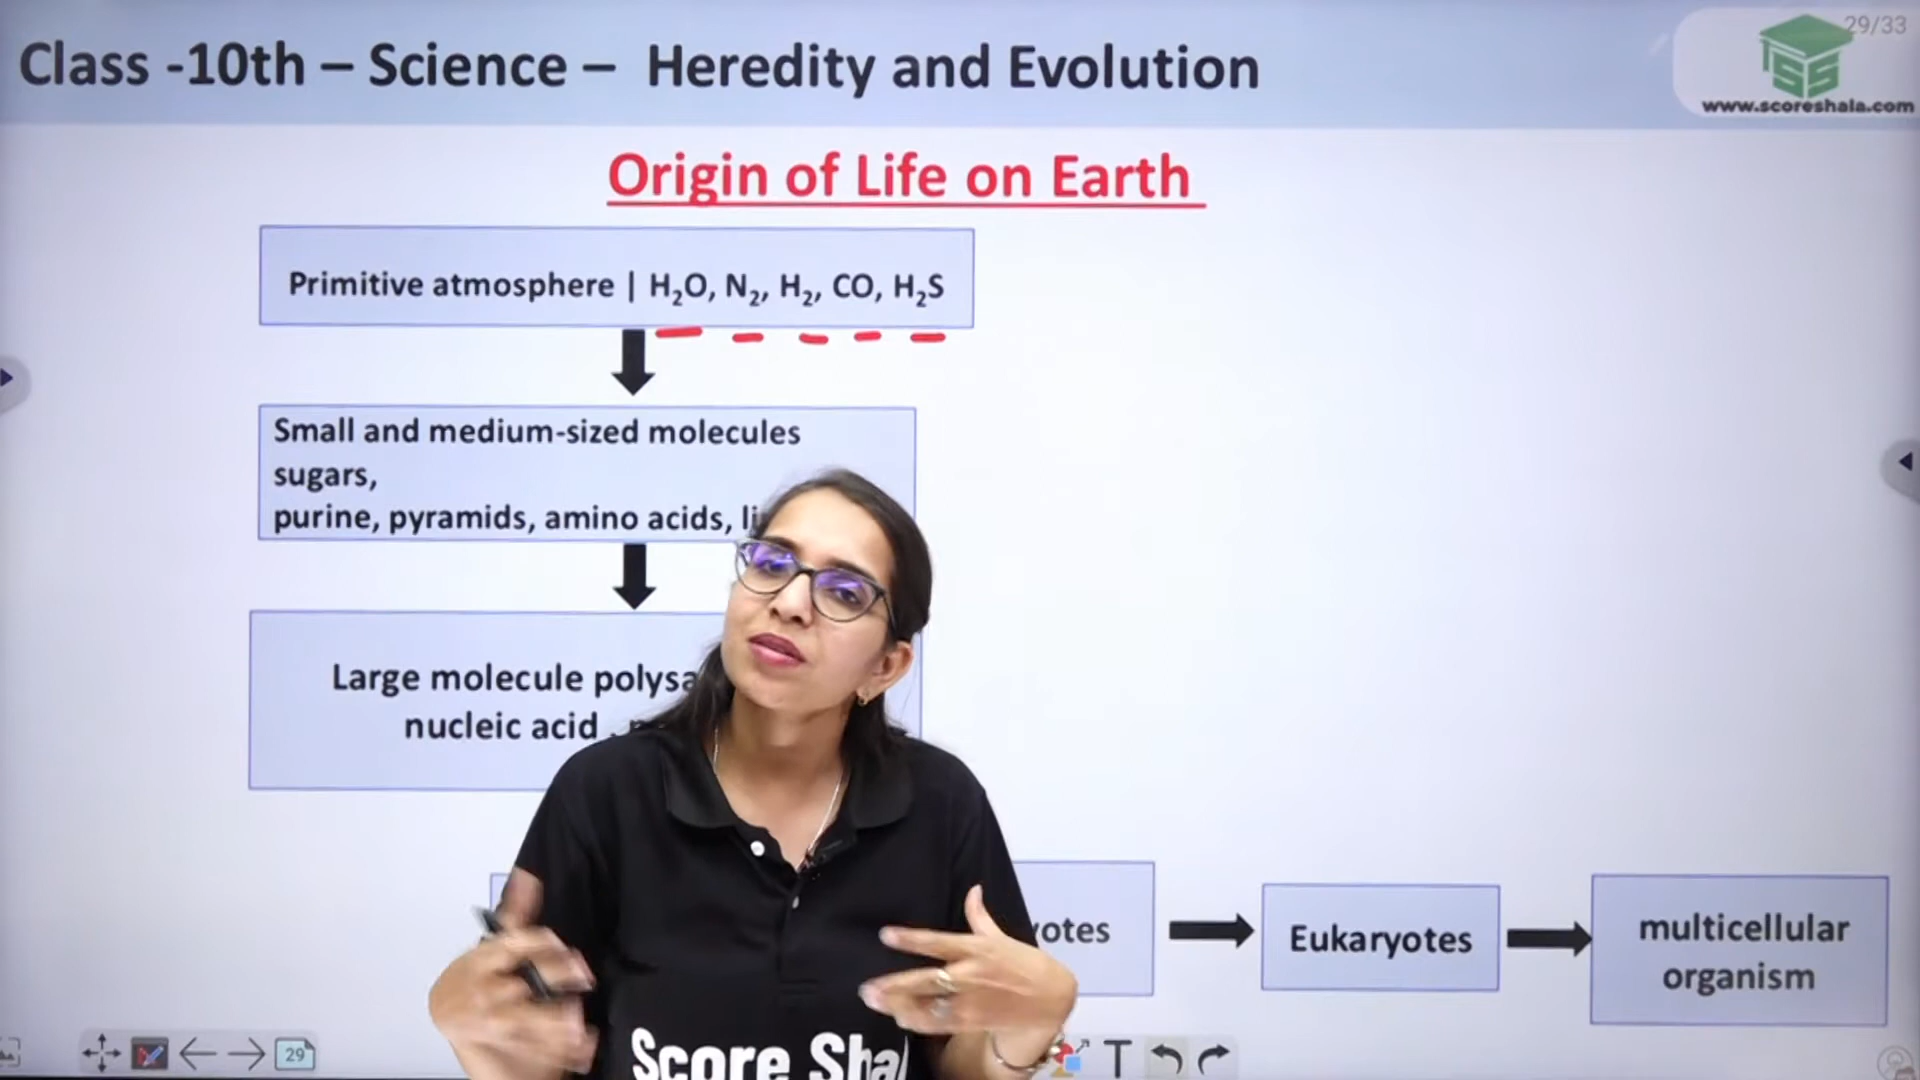 29/33
Class -10th – Science – Heredity and Evolution
www.scoreshala.com
Origin of Life on Earth
Primitive atmosphere | H₂O, N₂, H₂, CO, H₂S
Small and medium-sized molecules
sugars,
purine, pyramids, amino acids,
Large molecule
nucleic acid
Eukaryotes
multicellular
organism
Score
29
T